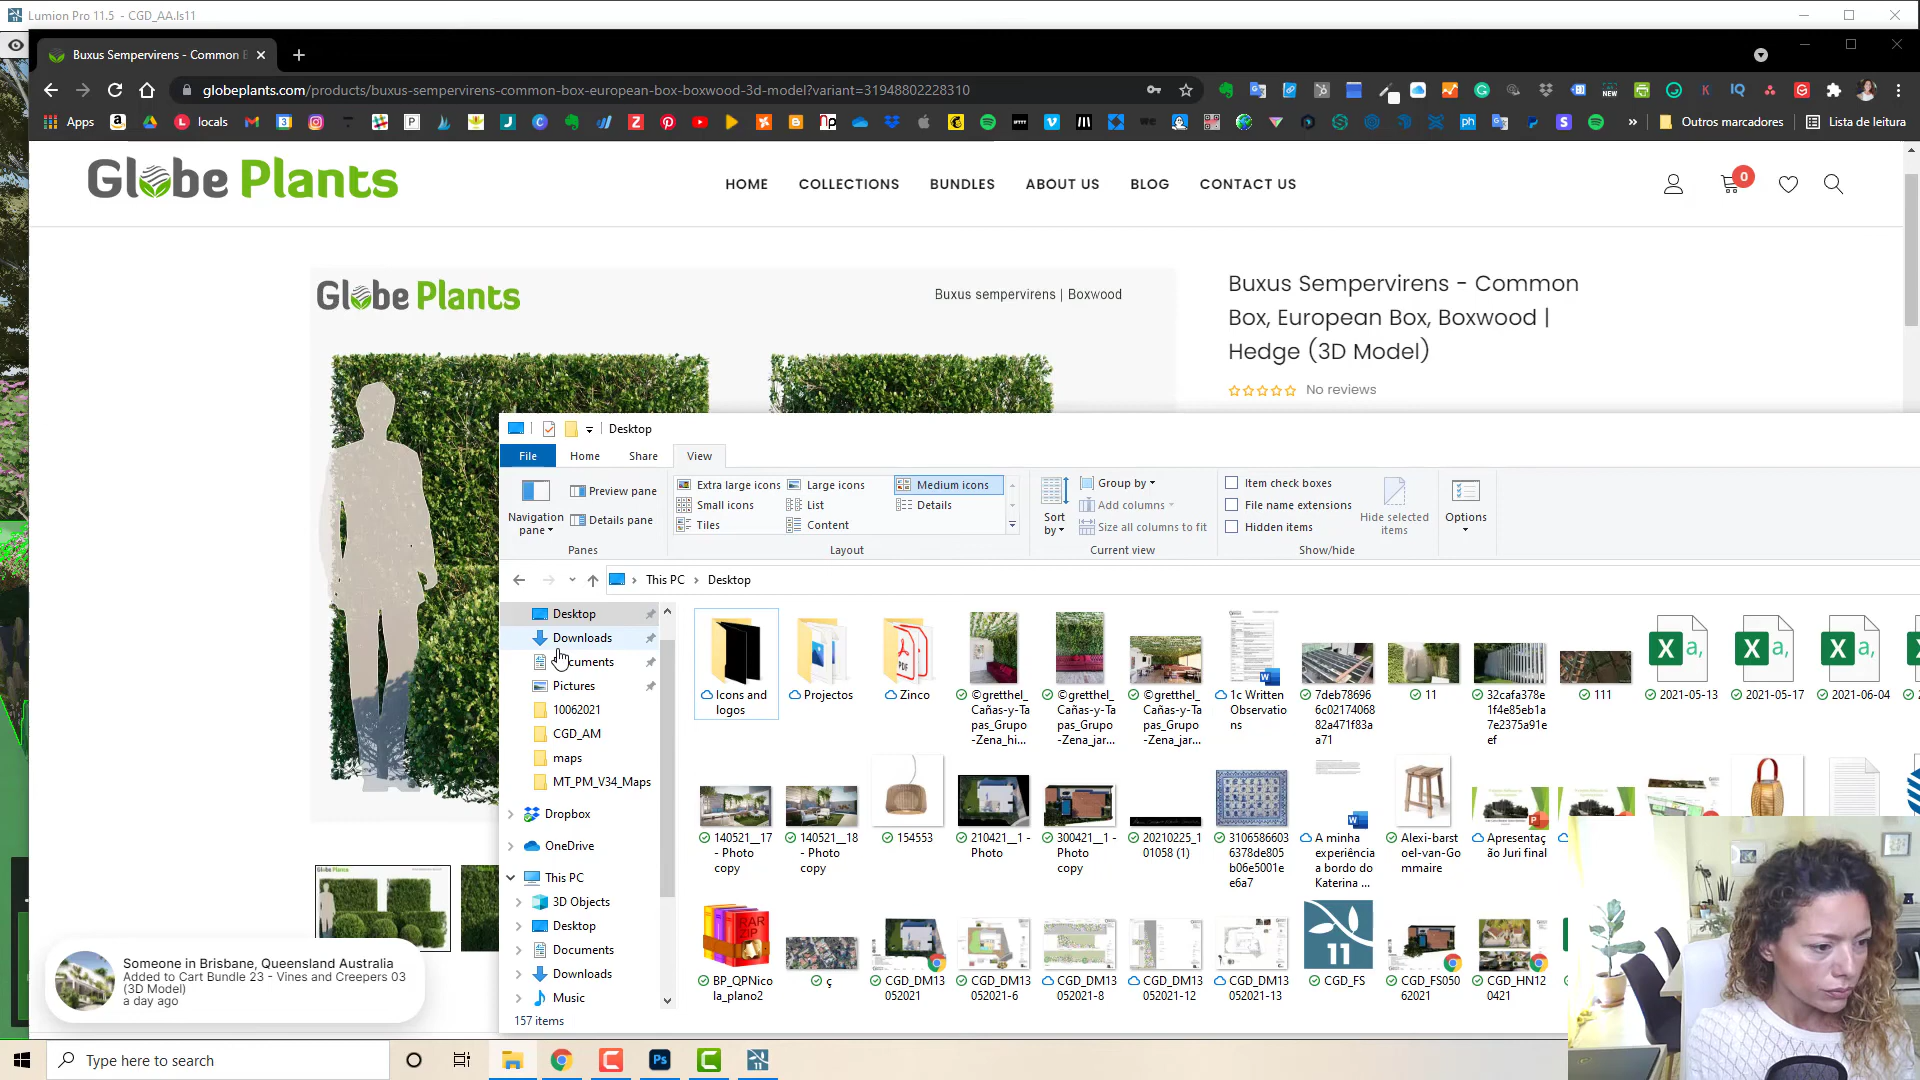 Lumion Pro 11.5 - CGD_AA.ls11
Buxus Sempervirens - Common B
globeplants.com/products/buxus-sempervirens-common-box-european-box-boxwood-3d-model?variant=31948802228310
Apps
locals
Outros marcadores
Lista de leitura
Globe Plants
HOME
COLLECTIONS
BUNDLES
ABOUT US
BLOG
CONTACT US
0
Globe Plants
Buxus sempervirens | Boxwood
Buxus Sempervirens - Common
Box, European Box, Boxwood |
Hedge (3D Model)
No reviews
Desktop
File
Home
Share
View
Navigation
pane
Preview pane
Details pane
Panes
Extra large icons
Large icons
Medium icons
Small icons
List
Details
Tiles
Content
Layout
Sort
by
Group by
Add columns
Size all columns to fit
Current view
Item check boxes
File name extensions
Hidden items
Hide selected
items
Show/hide
Options
This PC
Desktop
Desktop
Downloads
cuments
Pictures
10062021
CGD_AM
maps
MT_PM_V34_Maps
Dropbox
OneDrive
This PC
3D Objects
Desktop
Documents
Downloads
Music
Icons and
logos
Projectos
Zinco
©gretthel_
Cañas-y-Ta
pas_Grupo
-Zena_hi...
©gretthel_
Cañas-y-Ta
pas_Grupo
-Zena_jar...
©gretthel_
Cañas-y-Ta
pas_Grupo
-Zena_jar...
1c Written
Observatio
ns
7deb78696
6c02174068
82a471f83a
a71
11
32cafa378e
1f4e85eb1a
7e2375a91e
ef
111
2021-05-13
2021-05-17
2021-06-04
140521__17
- Photo
copy
140521__18
- Photo
copy
154553
210421__1 -
Photo
300421__1 -
Photo
copy
20210225_1
01058 (1)
3106586603
6378de805
b06e5001e
e6a7
A minha
experiência
a bordo do
Katerina ...
Alexi-barst
oel-van-Go
mmaire
Apresentaç
ão Juri final
BP_QPNico
la_plano2
ç
CGD_DM13
052021
CGD_DM13
052021-6
CGD_DM13
052021-8
CGD_DM13
052021-12
CGD_DM13
052021-13
CGD_FS
CGD_FS050
62021
CGD_HN12
0421
157 items
Someone in Brisbane, Queensland Australia
Added to Cart Bundle 23 - Vines and Creepers 03
(3D Model)
a day ago
Type here to search